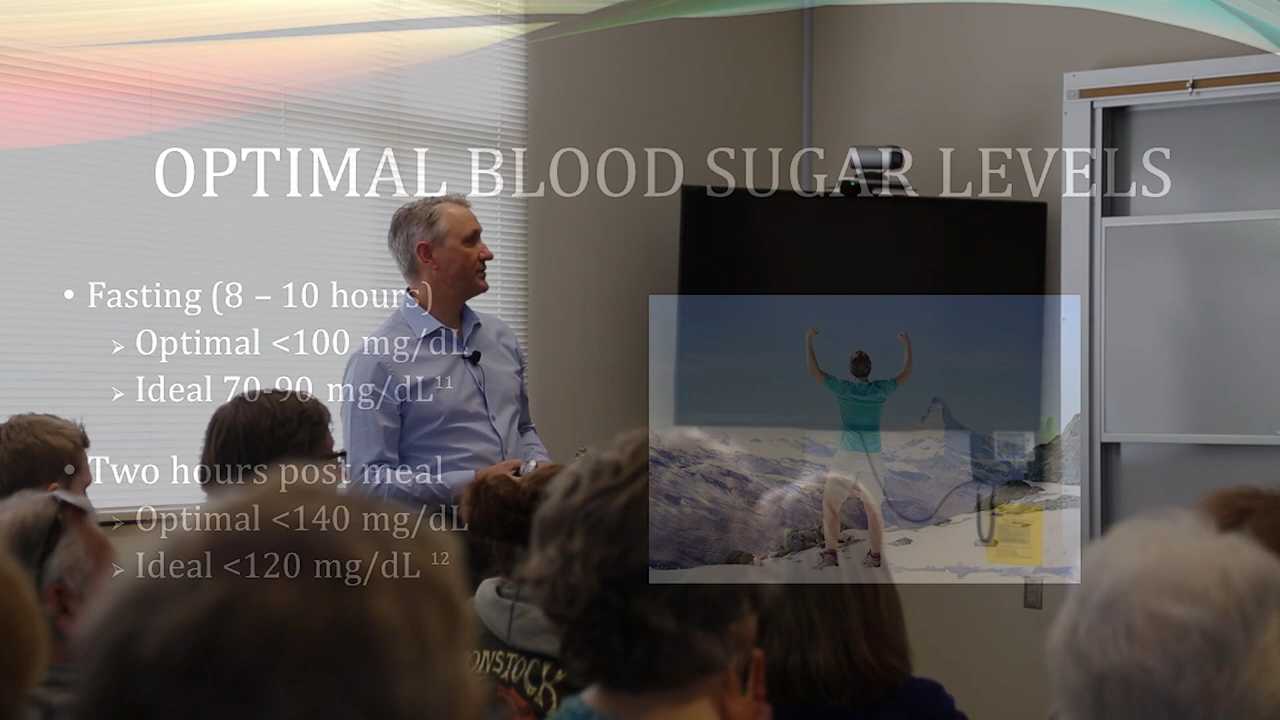 OPTIMAL BLOOD SUGAR LEVELS
• Fasting (8 – 10 hours)
➢ Optimal <100 mg/dL
➢ Ideal 70-90 mg/dL11
• Two hours post meal
➢ Optimal <140 mg/dL
➢ Ideal <120 mg/dL 12